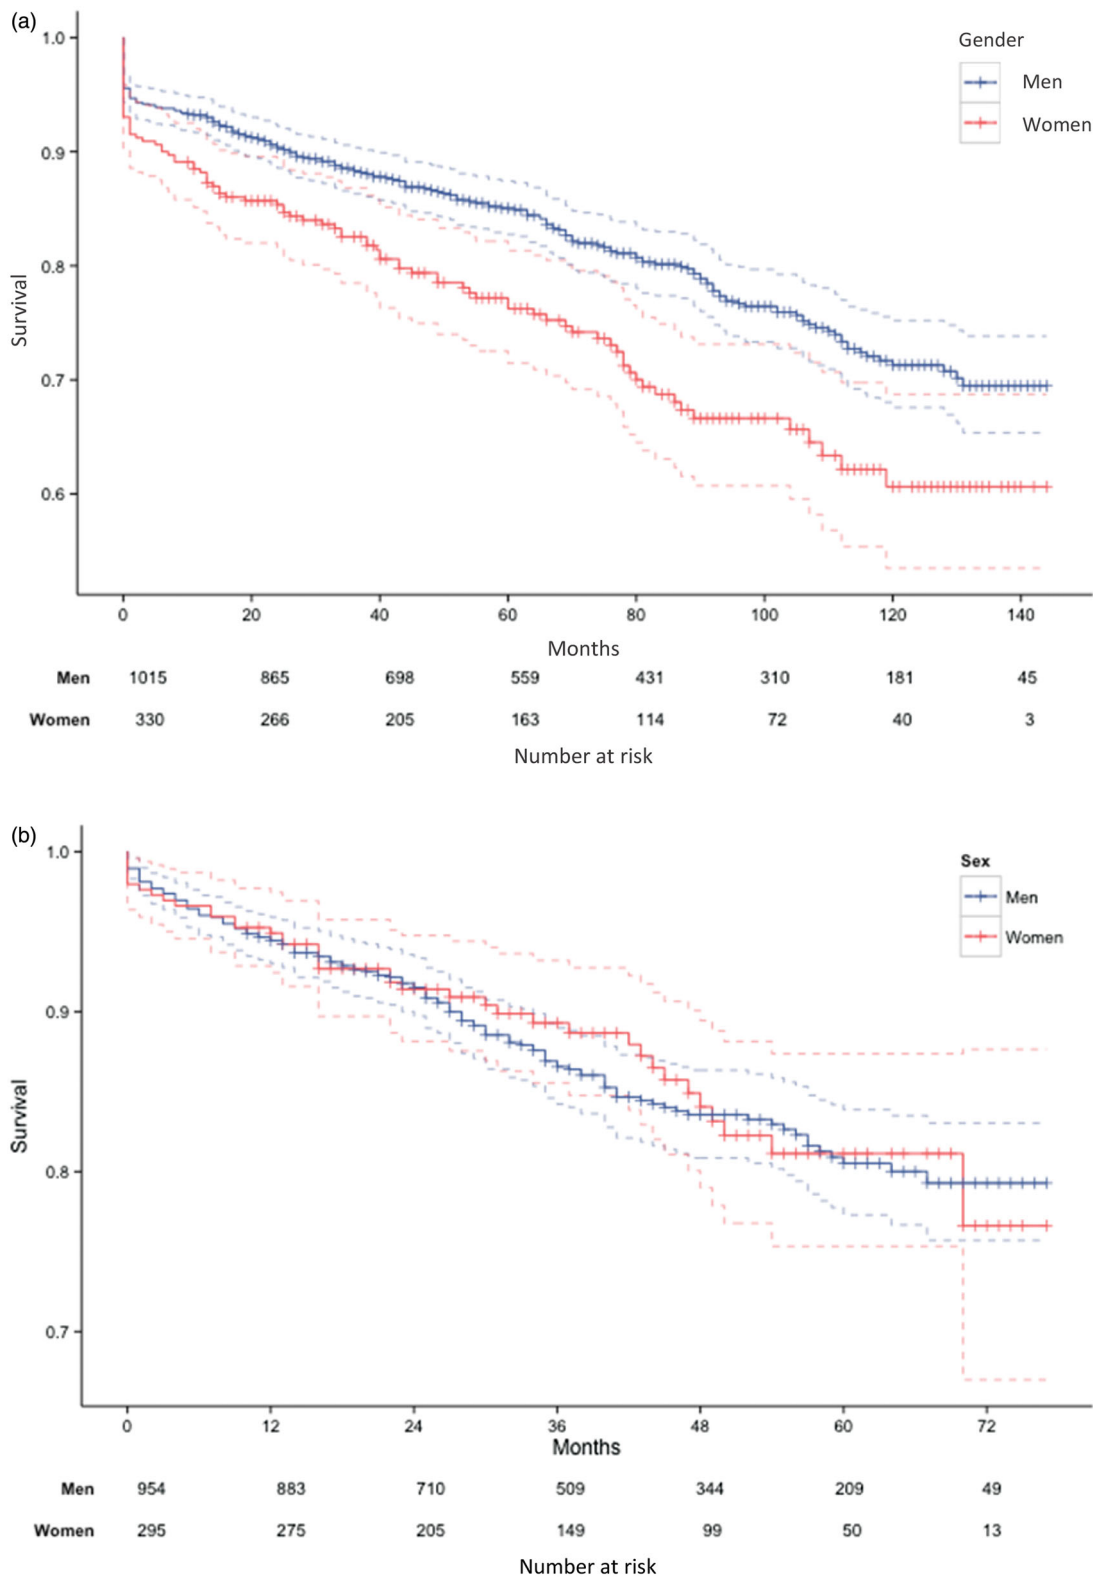 (a)
Gender
Men
Women
1.0
0.9
0.8
0.7
0.6
Survival
0 20 40 60 80 100 120 140
Months
Men 1015 865 698 559 431 310 181 45
Women 330 266 205 163 114 72 40 3
Number at risk
(b)
Sex
Men
Women
1.0
0.9
0.8
0.7
Survival
0 12 24 36 48 60 72
Months
Men 954 883 710 509 344 209 49
Women 295 275 205 149 99 50 13
Number at risk